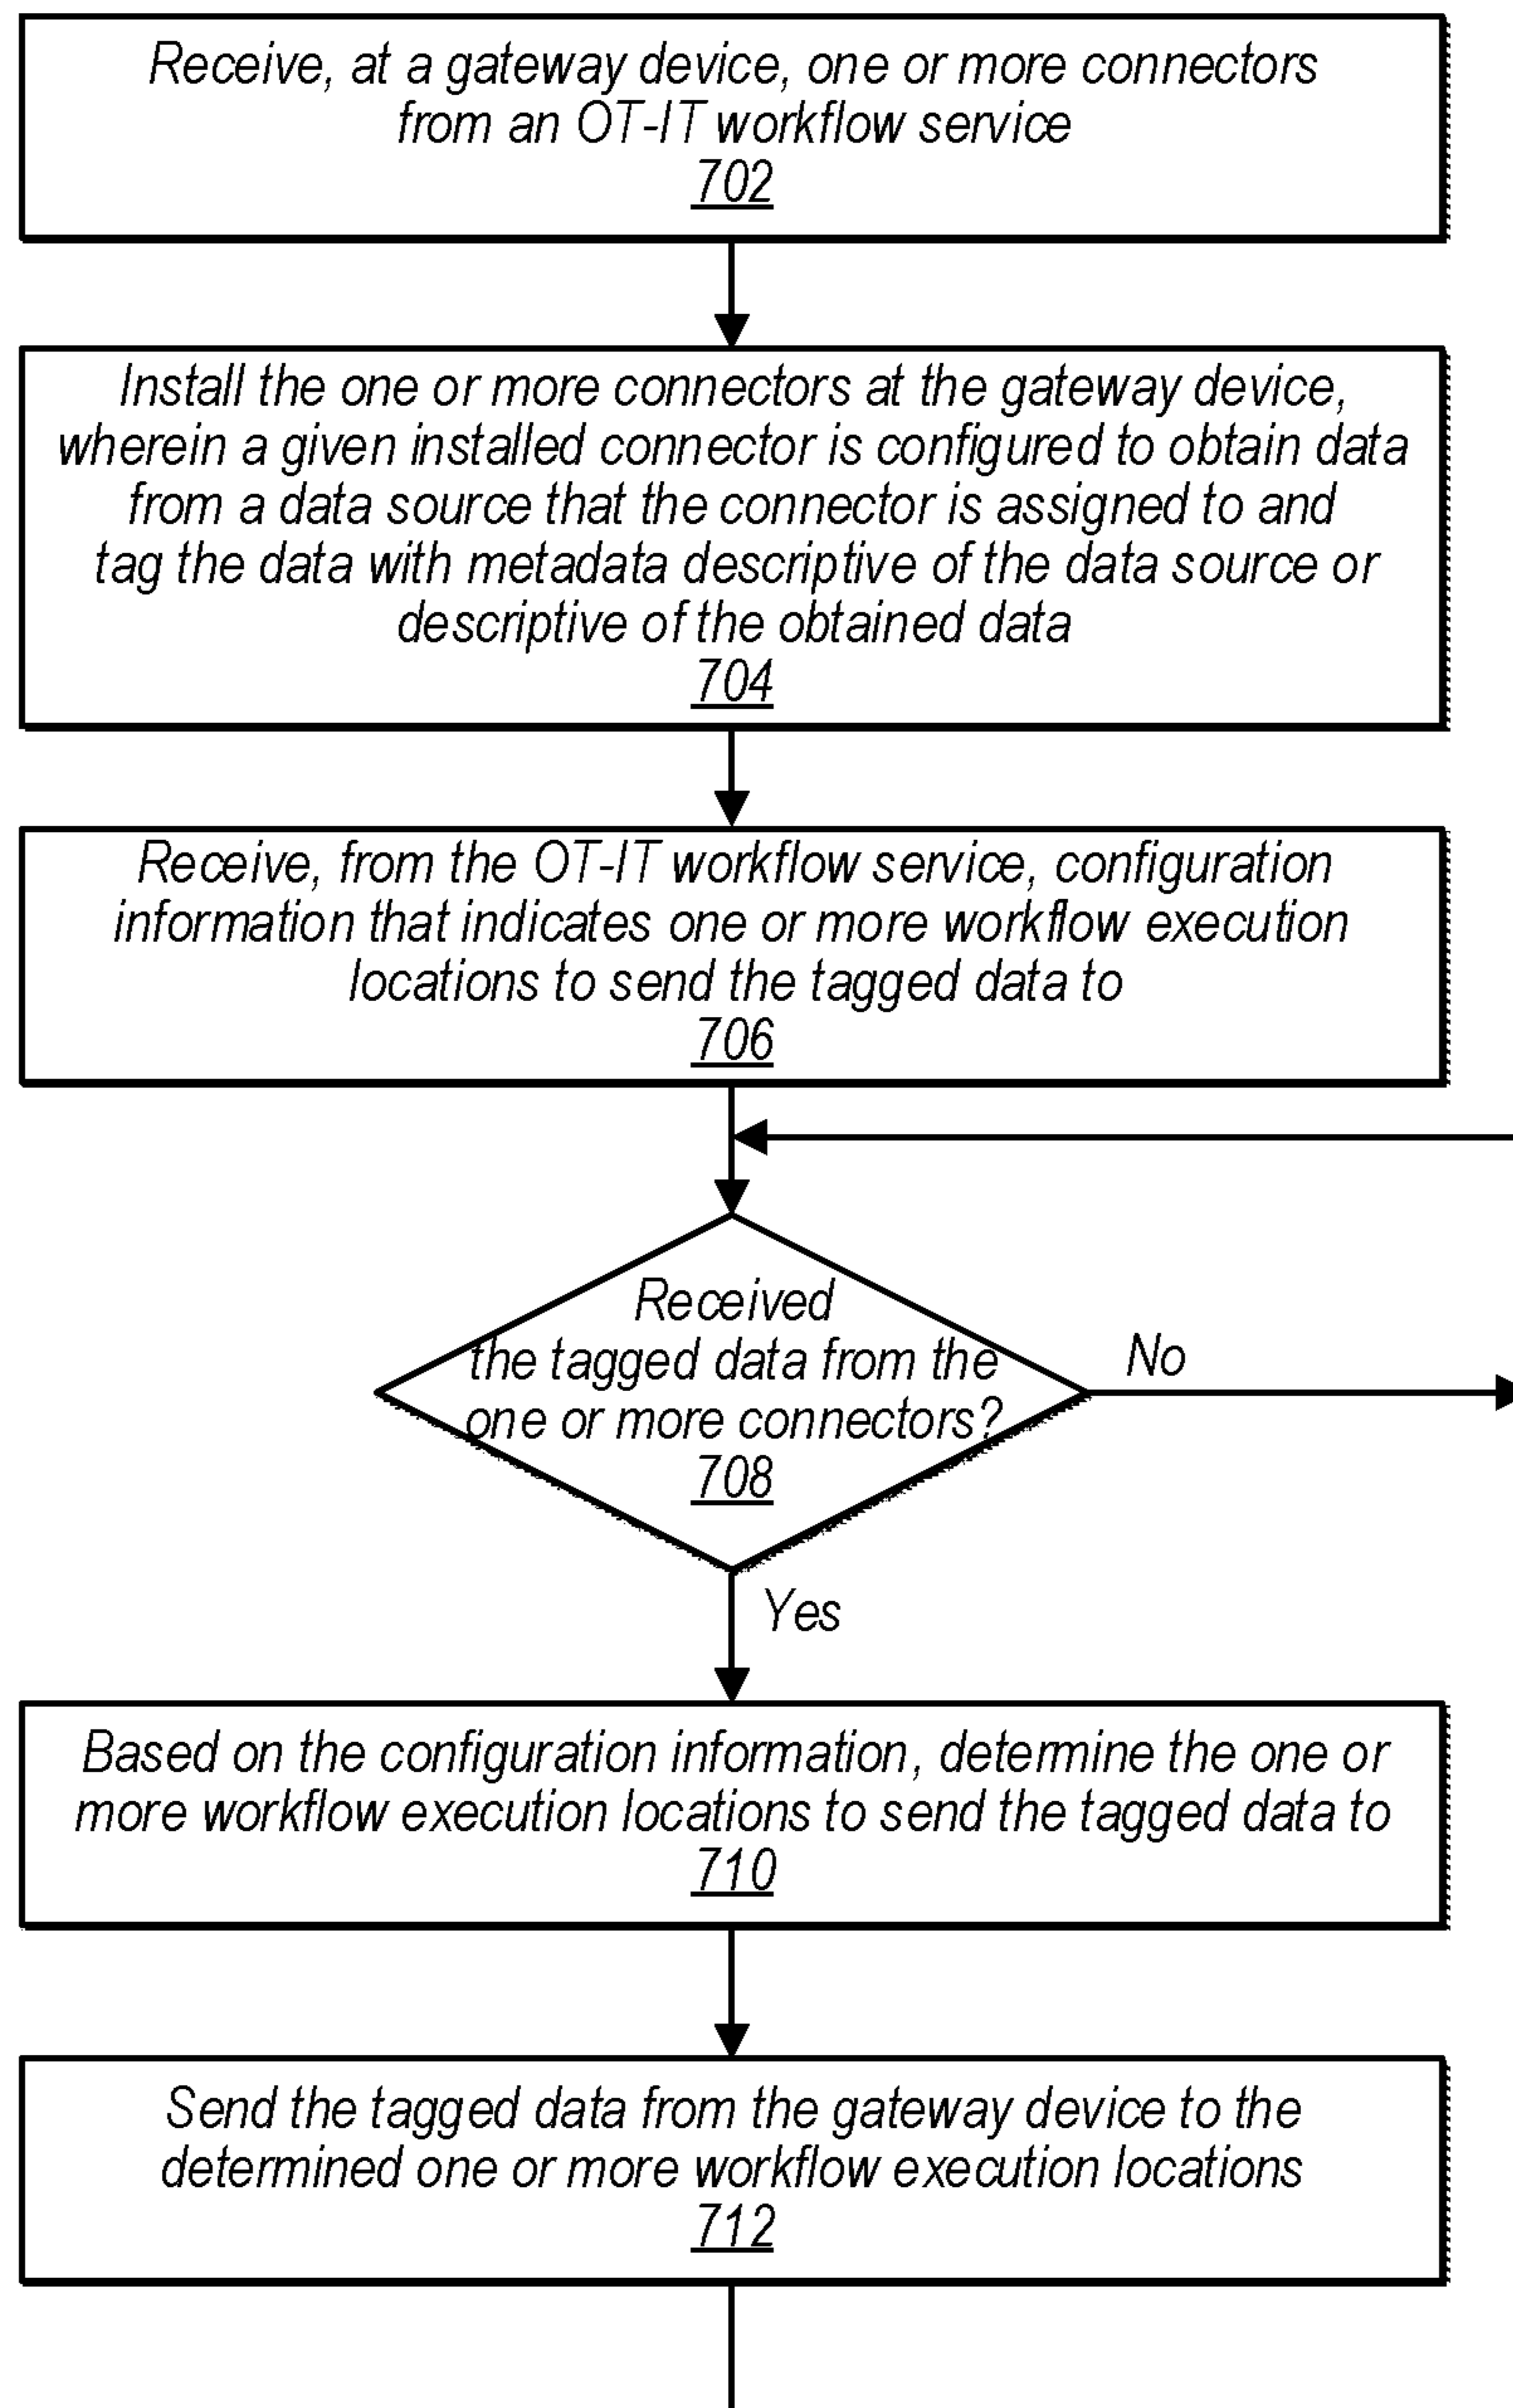 Receive, at a gateway device, one or more connectors
from an OT-IT workflow service
702
Install the one or more connectors at the gateway device,
wherein a given installed connector is configured to obtain data
from a data source that the connector is assigned to and
tag the data with metadata descriptive of the data source or
descriptive of the obtained data
704
Receive, from the OT-IT workflow service, configuration
information that indicates one or more workflow execution
locations to send the tagged data to
706
Received
the tagged data from the
one or more connectors?
708
No
Yes
Based on the configuration information, determine the one or
more workflow execution locations to send the tagged data to
710
Send the tagged data from the gateway device to the
determined one or more workflow execution locations
712